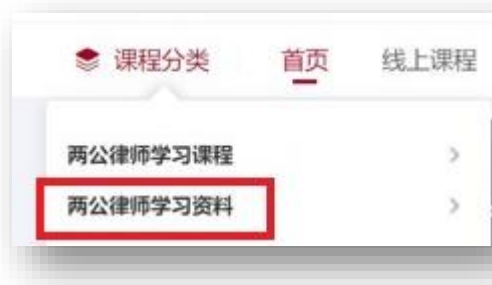 课程分类 首页 线上课程
两公律师学习课程
两公律师学习资料